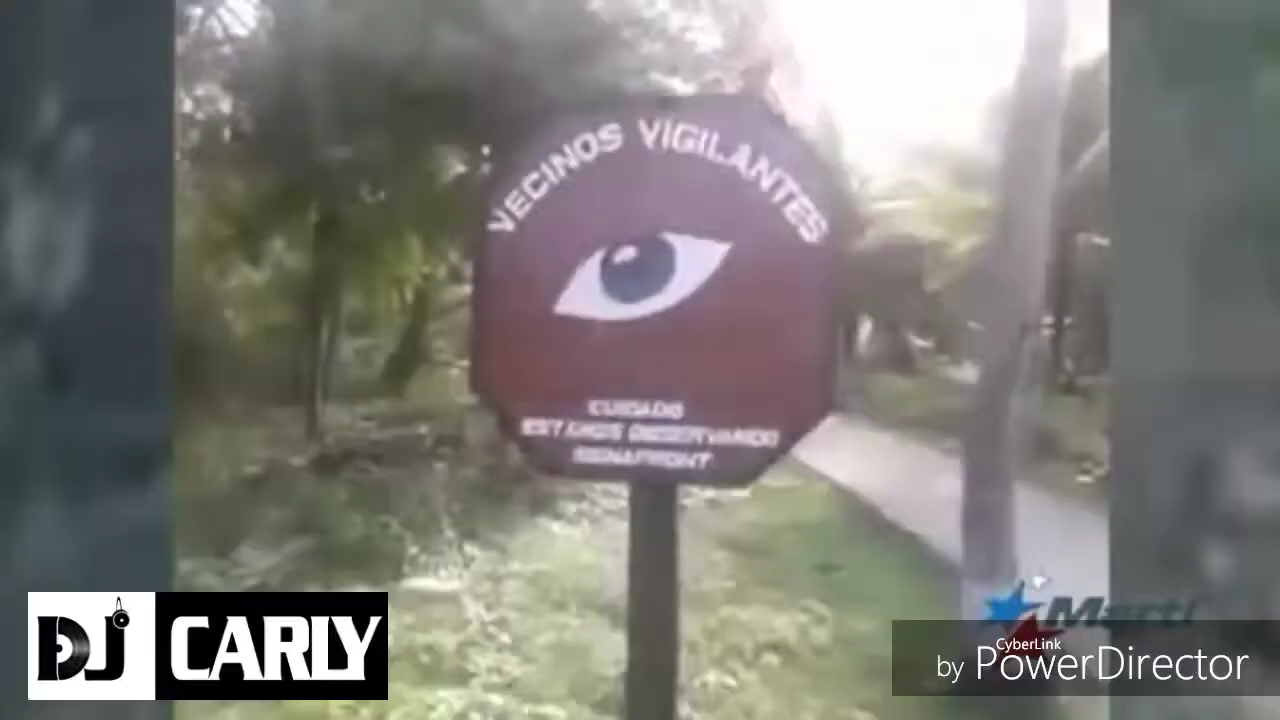 VECINOS VIGILANTES
CUIDADO
ESTAMOS OBSERVANDO
Martí
DJ CARLY
CyberLink
by PowerDirector